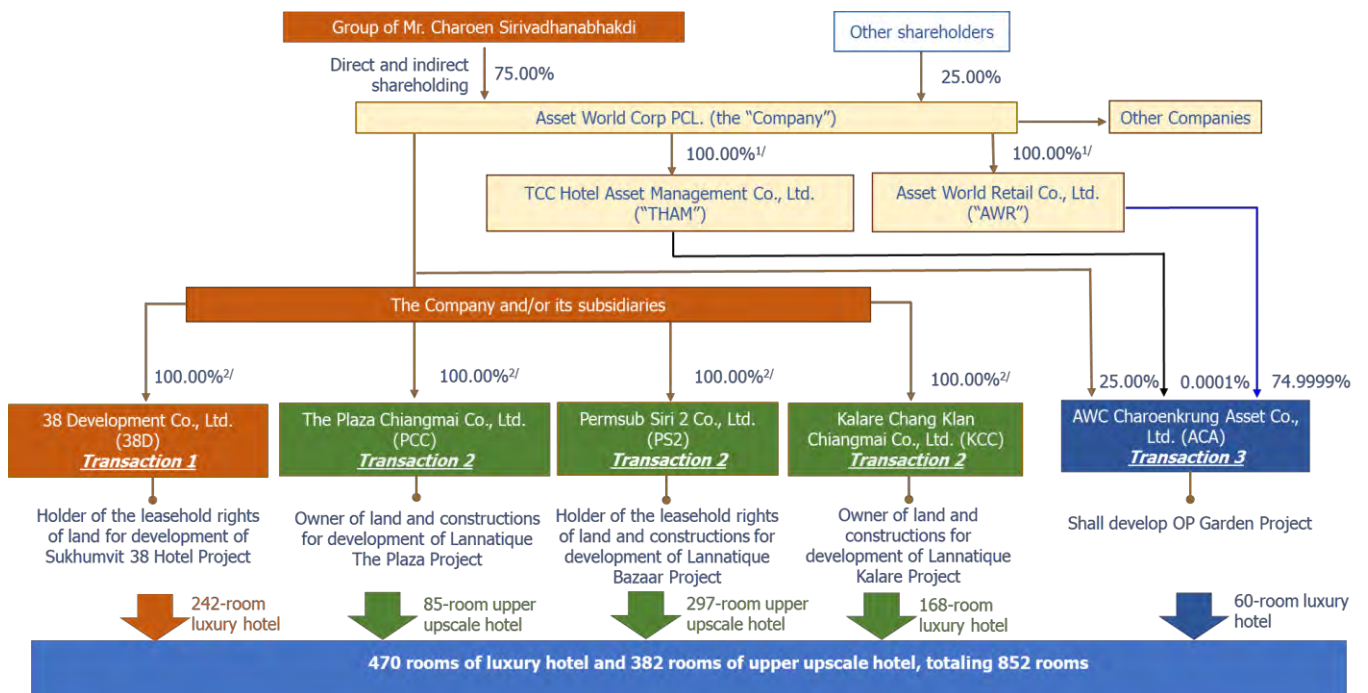 Group of Mr. Charoen Sirivadhanabhakdi
Other shareholders
Direct and indirect
shareholding
75.00%
25.00%
Asset World Corp PCL. (the “Company”)
Other Companies
100.00%1/
100.00%1/
TCC Hotel Asset Management Co., Ltd.
(“THAM”)
Asset World Retail Co., Ltd.
(“AWR”)
The Company and/or its subsidiaries
100.00%2/
100.00%2/
100.00%2/
100.00%2/
25.00%
0.0001%
74.9999%
38 Development Co., Ltd.
(38D)
Transaction 1
The Plaza Chiangmai Co., Ltd.
(PCC)
Transaction 2
Permsub Siri 2 Co., Ltd.
(PS2)
Transaction 2
Kalare Chang Klan
Chiangmai Co., Ltd. (KCC)
Transaction 2
AWC Charoenkrung Asset Co.,
Ltd. (ACA)
Transaction 3
Holder of the leasehold rights
of land for development of
Sukhumvit 38 Hotel Project
Owner of land and constructions
for development of Lannatique
The Plaza Project
Holder of the leasehold rights
of land and constructions for
development of Lannatique
Bazaar Project
Owner of land and
constructions for
development of Lannatique
Kalare Project
Shall develop OP Garden Project
242-room
luxury hotel
85-room upper
upscale hotel
297-room upper
upscale hotel
168-room
luxury hotel
60-room luxury
hotel
470 rooms of luxury hotel and 382 rooms of upper upscale hotel, totaling 852 rooms